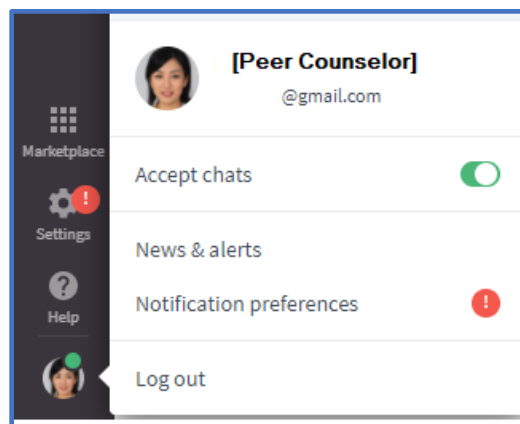 [Peer Counselor]
@gmail.com
Marketplace
Accept chats
!
Settings
News & alerts
?
Help
Notification preferences
!
Log out